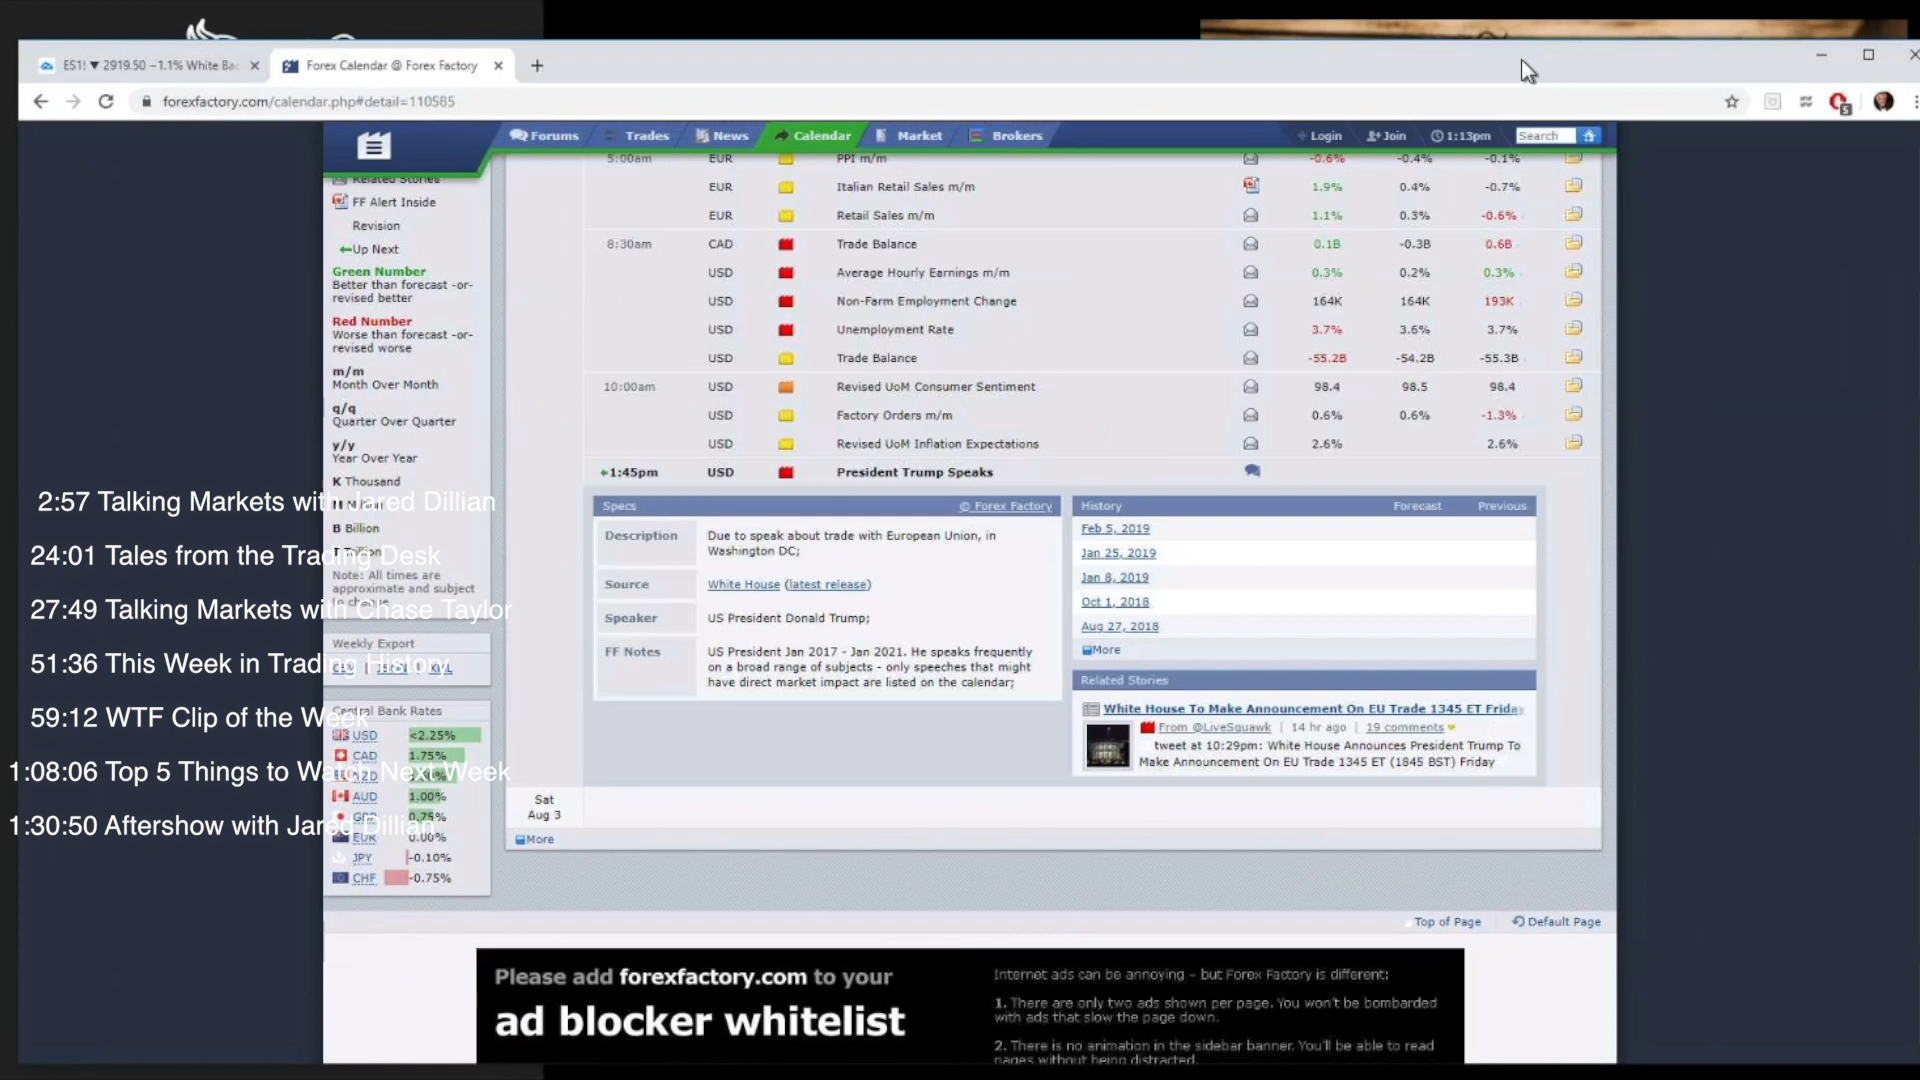 ES1! ▼ 2919.50 −1.1% White Ba
Forex Calendar @ Forex Factory
forexfactory.com/calendar.php#detail=110585
Forums Trades News Calendar Market Brokers Login Join 1:13pm Search
Related Stories
FF Alert Inside
Revision
Up Next
Green Number
Better than forecast -or-
revised better
Red Number
Worse than forecast -or-
revised worse
m/m
Month Over Month
q/q
Quarter Over Quarter
y/y
Year Over Year
K Thousand
B Billion
Note: All times are
approximate and subject
to change
Weekly Export
Central Bank Rates
USD <2.25%
CAD 1.75%
NZD
AUD 1.00%
GBP 0.75%
EUR 0.00%
JPY -0.10%
CHF -0.75%
2:57 Talking Markets with Jared Dillian
24:01 Tales from the Trading Desk
27:49 Talking Markets with Chase Taylor
51:36 This Week in Trading History
59:12 WTF Clip of the Week
1:08:06 Top 5 Things to Watch Next Week
1:30:50 Aftershow with Jared Dillian
5:00am EUR PPI m/m -0.6% -0.4% -0.1%
EUR Italian Retail Sales m/m 1.9% 0.4% -0.7%
EUR Retail Sales m/m 1.1% 0.3% -0.6%
8:30am CAD Trade Balance 0.1B -0.3B 0.6B
USD Average Hourly Earnings m/m 0.3% 0.2% 0.3%
USD Non-Farm Employment Change 164K 164K 193K
USD Unemployment Rate 3.7% 3.6% 3.7%
USD Trade Balance -55.2B -54.2B -55.3B
10:00am USD Revised UoM Consumer Sentiment 98.4 98.5 98.4
USD Factory Orders m/m 0.6% 0.6% -1.3%
USD Revised UoM Inflation Expectations 2.6% 2.6%
1:45pm USD President Trump Speaks
Specs © Forex Factory
Description Due to speak about trade with European Union, in
Washington DC;
Source White House (latest release)
Speaker US President Donald Trump;
FF Notes US President Jan 2017 - Jan 2021. He speaks frequently
on a broad range of subjects - only speeches that might
have direct market impact are listed on the calendar;
History Forecast Previous
Feb 5, 2019
Jan 25, 2019
Jan 8, 2019
Oct 1, 2018
Aug 27, 2018
More
Related Stories
White House To Make Announcement On EU Trade 1345 ET Friday
From @LiveSquawk | 14 hr ago | 19 comments
tweet at 10:29pm: White House Announces President Trump To
Make Announcement On EU Trade 1345 ET (1845 BST) Friday
Sat
Aug 3
More
Top of Page Default Page
Please add forexfactory.com to your
ad blocker whitelist
Internet ads can be annoying – but Forex Factory is different:
1. There are only two ads shown per page. You won't be bombarded
with ads that slow the page down.
2. There is no animation in the sidebar banner. You'll be able to read
pages without being distracted.